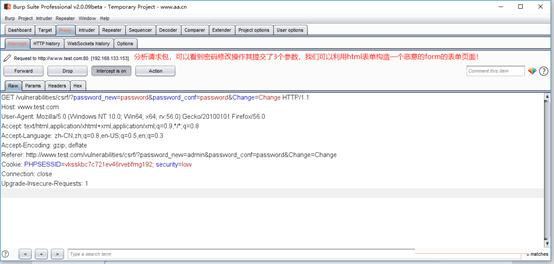 Burp Suite Professional v2.0.09beta - Temporary Project - www.aa.cn
Burp Project Intruder Repeater Window Help
Dashboard Target Proxy Intruder Repeater Sequencer Decoder Comparer Extender Project options User options
Intercept HTTP history WebSockets history Options
分析请求包，可以看到密码修改操作其提交了3个参数，我们可以利用html表单构造一个恶意的form的表单页面！
Request to http://www.test.com:80 [192.168.133.153]
Forward Drop Intercept is on Action Comment this item
Raw Params Headers Hex
GET /vulnerabilities/csrf/?password_new=password&password_conf=password&Change=Change HTTP/1.1
Host: www.test.com
User-Agent: Mozilla/5.0 (Windows NT 10.0; Win64; x64; rv:56.0) Gecko/20100101 Firefox/56.0
Accept: text/html,application/xhtml+xml,application/xml;q=0.9,*/*;q=0.8
Accept-Language: zh-CN,zh;q=0.8,en-US;q=0.5,en;q=0.3
Accept-Encoding: gzip, deflate
Referer: http://www.test.com/vulnerabilities/csrf/?password_new=admin&password_conf=password&Change=Change
Cookie: PHPSESSID=vksskbc7c721ev46rvebfmg192; security=low
Connection: close
Upgrade-Insecure-Requests: 1
? < + > Type a search term matches